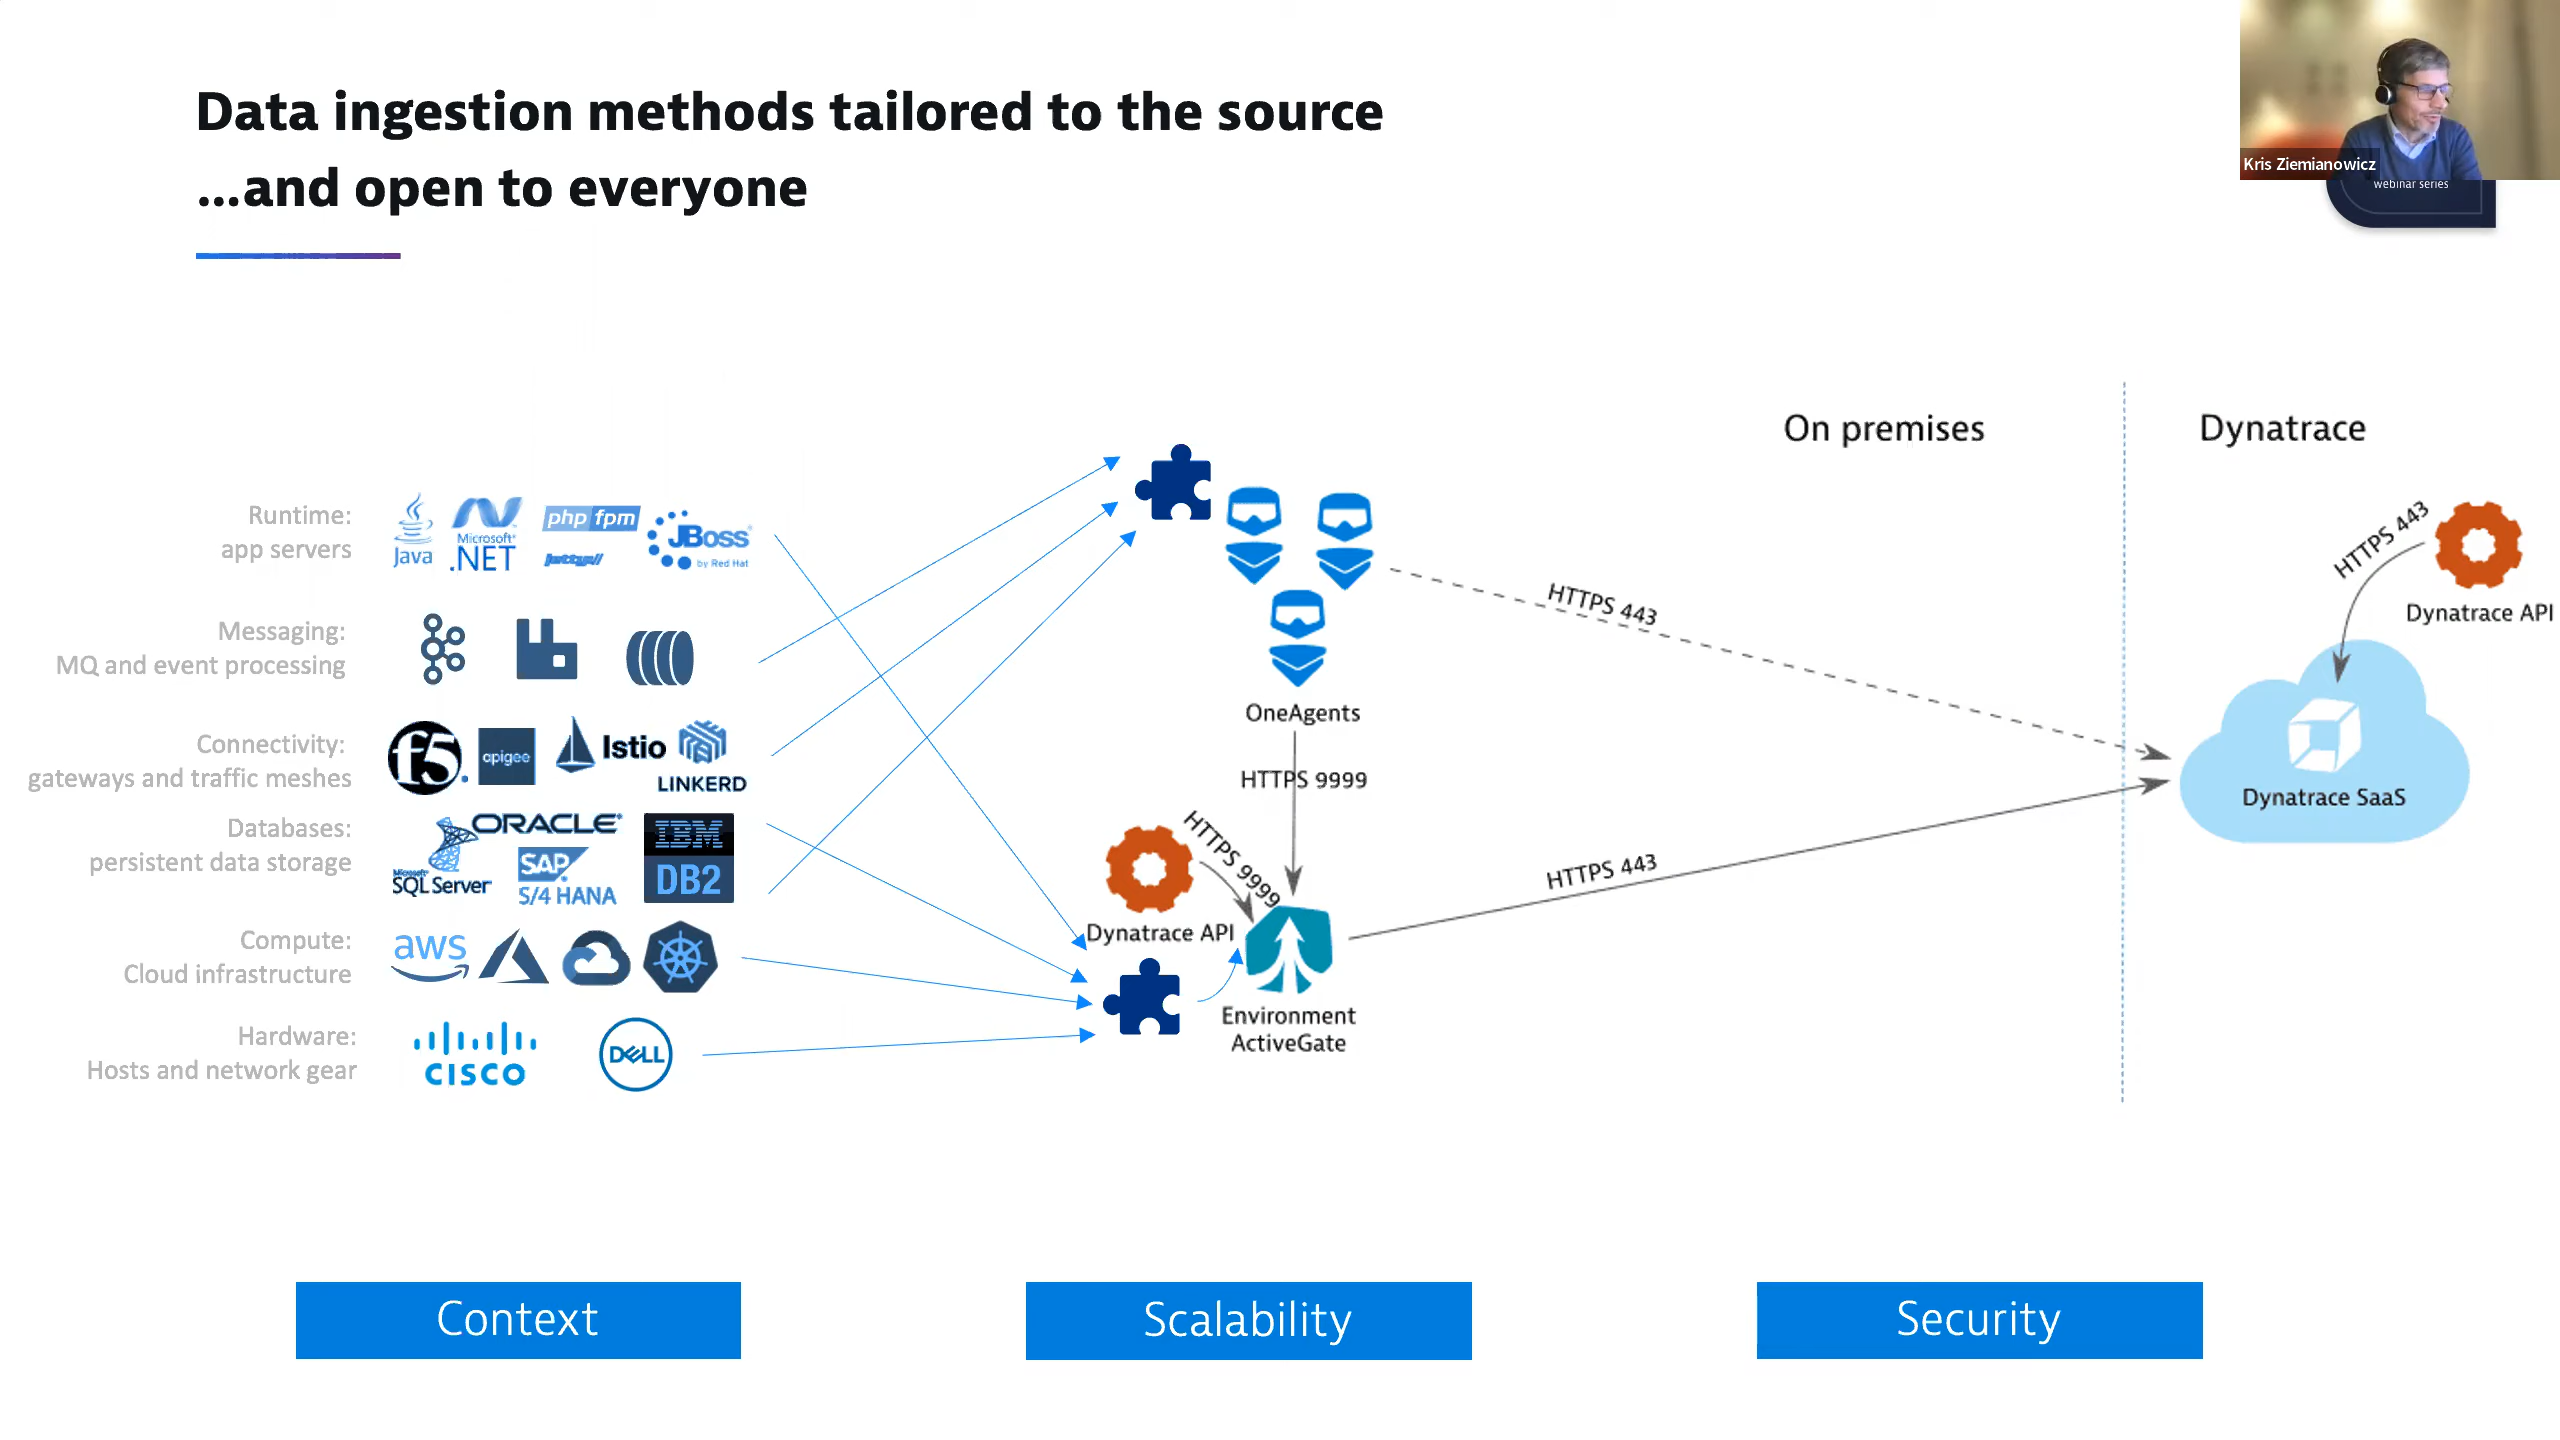 Data ingestion methods tailored to the source
...and open to everyone
Kris Ziemianowicz
webinar series
On premises
Dynatrace
Runtime:
app servers
Java
Microsoft
.NET
php fpm
jetty://
JBoss
by Red Hat
HTTPS 443
Dynatrace API
HTTPS 443
Messaging:
MQ and event processing
OneAgents
HTTPS 9999
Connectivity:
gateways and traffic meshes
f5
apigee
Istio
LINKERD
Dynatrace SaaS
Databases:
persistent data storage
ORACLE
Microsoft
SQL Server
SAP
S/4 HANA
IBM
DB2
HTTPS 9999
Dynatrace API
HTTPS 443
Compute:
Cloud infrastructure
aws
Environment
ActiveGate
Hardware:
Hosts and network gear
CISCO
DELL
Context
Scalability
Security